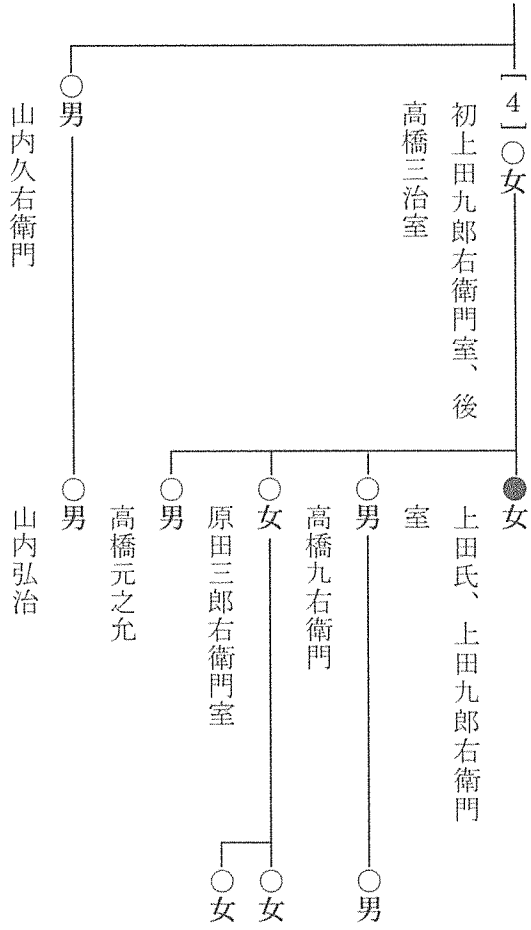 [4]○女
初上田九郎右衛門室、後
高橋三治室
○男
山内久右衛門
●女
上田氏、上田九郎右衛門
室
○男
高橋九右衛門
○女
原田三郎右衛門室
○男
高橋元之允
○男
山内弘治
○男
○女
○女